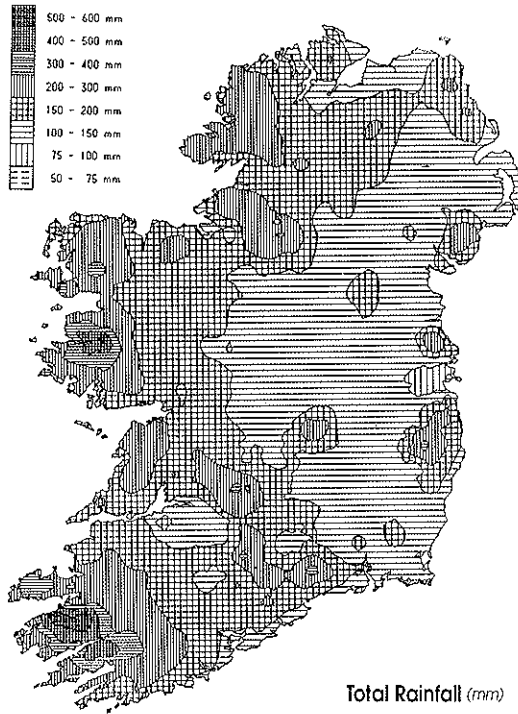 500 - 600 mm
400 - 500 mm
300 - 400 mm
200 - 300 mm
150 - 200 mm
100 - 150 mm
75 - 100 mm
50 - 75 mm
Total Rainfall (mm)